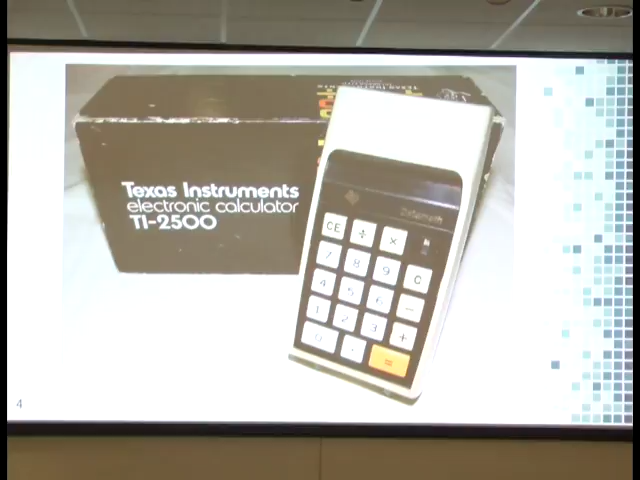 Texas Instruments
electronic calculator
TI-2500
Datamath
CE ÷ ×
7 8 9 C
4 5 6 −
1 2 3 +
0 . =
4